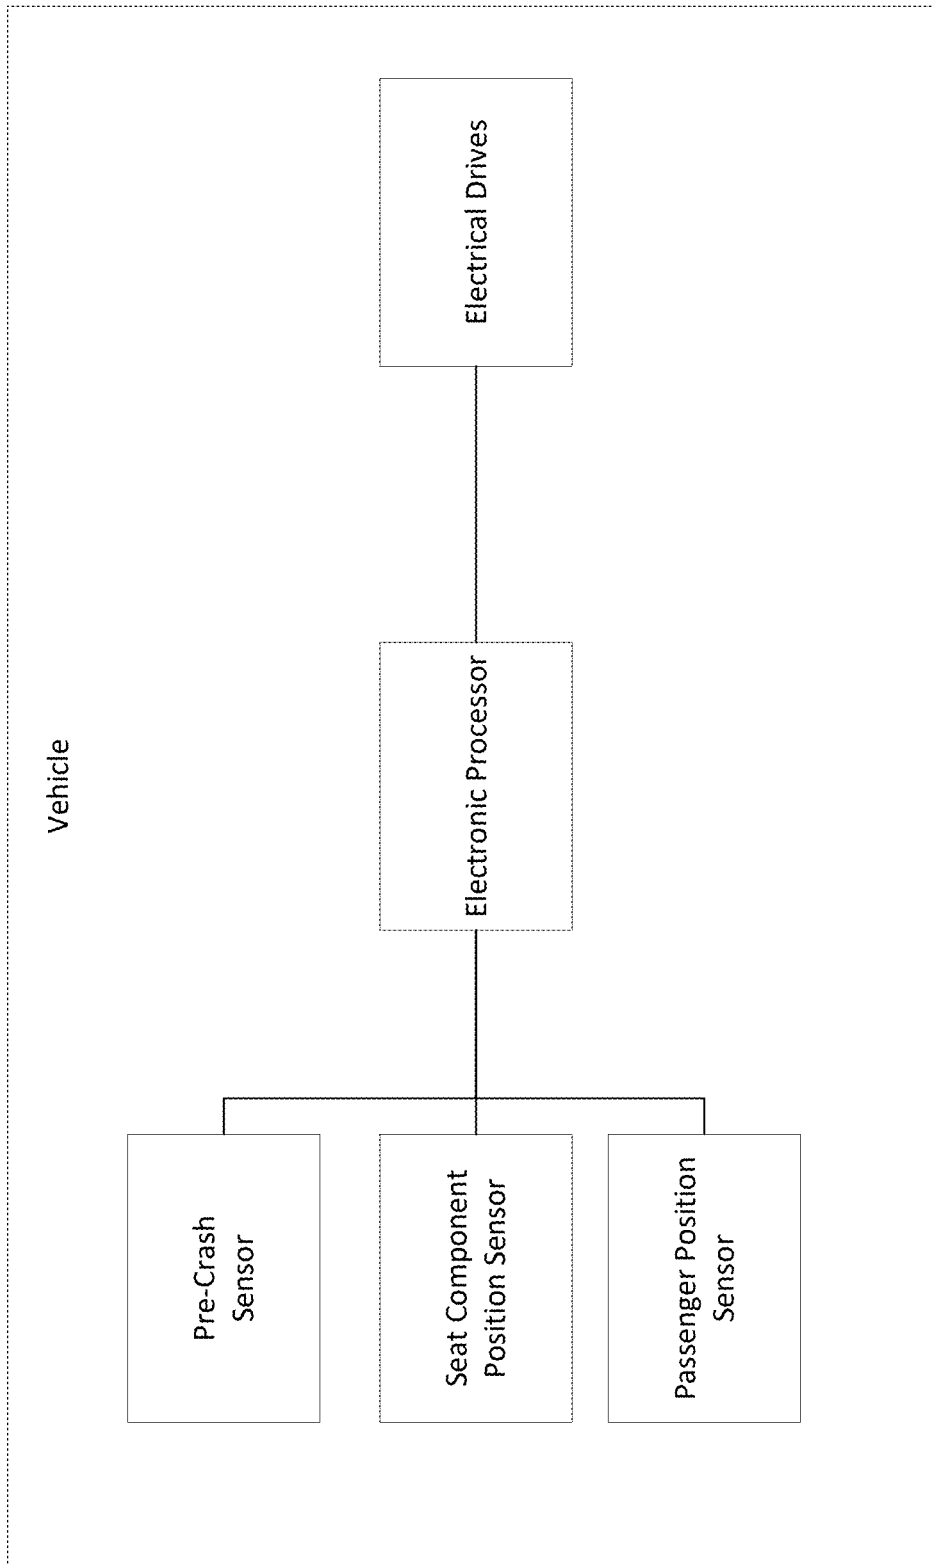 Vehicle
Pre-Crash
Sensor
Seat Component
Position Sensor
Passenger Position
Sensor
Electronic Processor
Electrical Drives